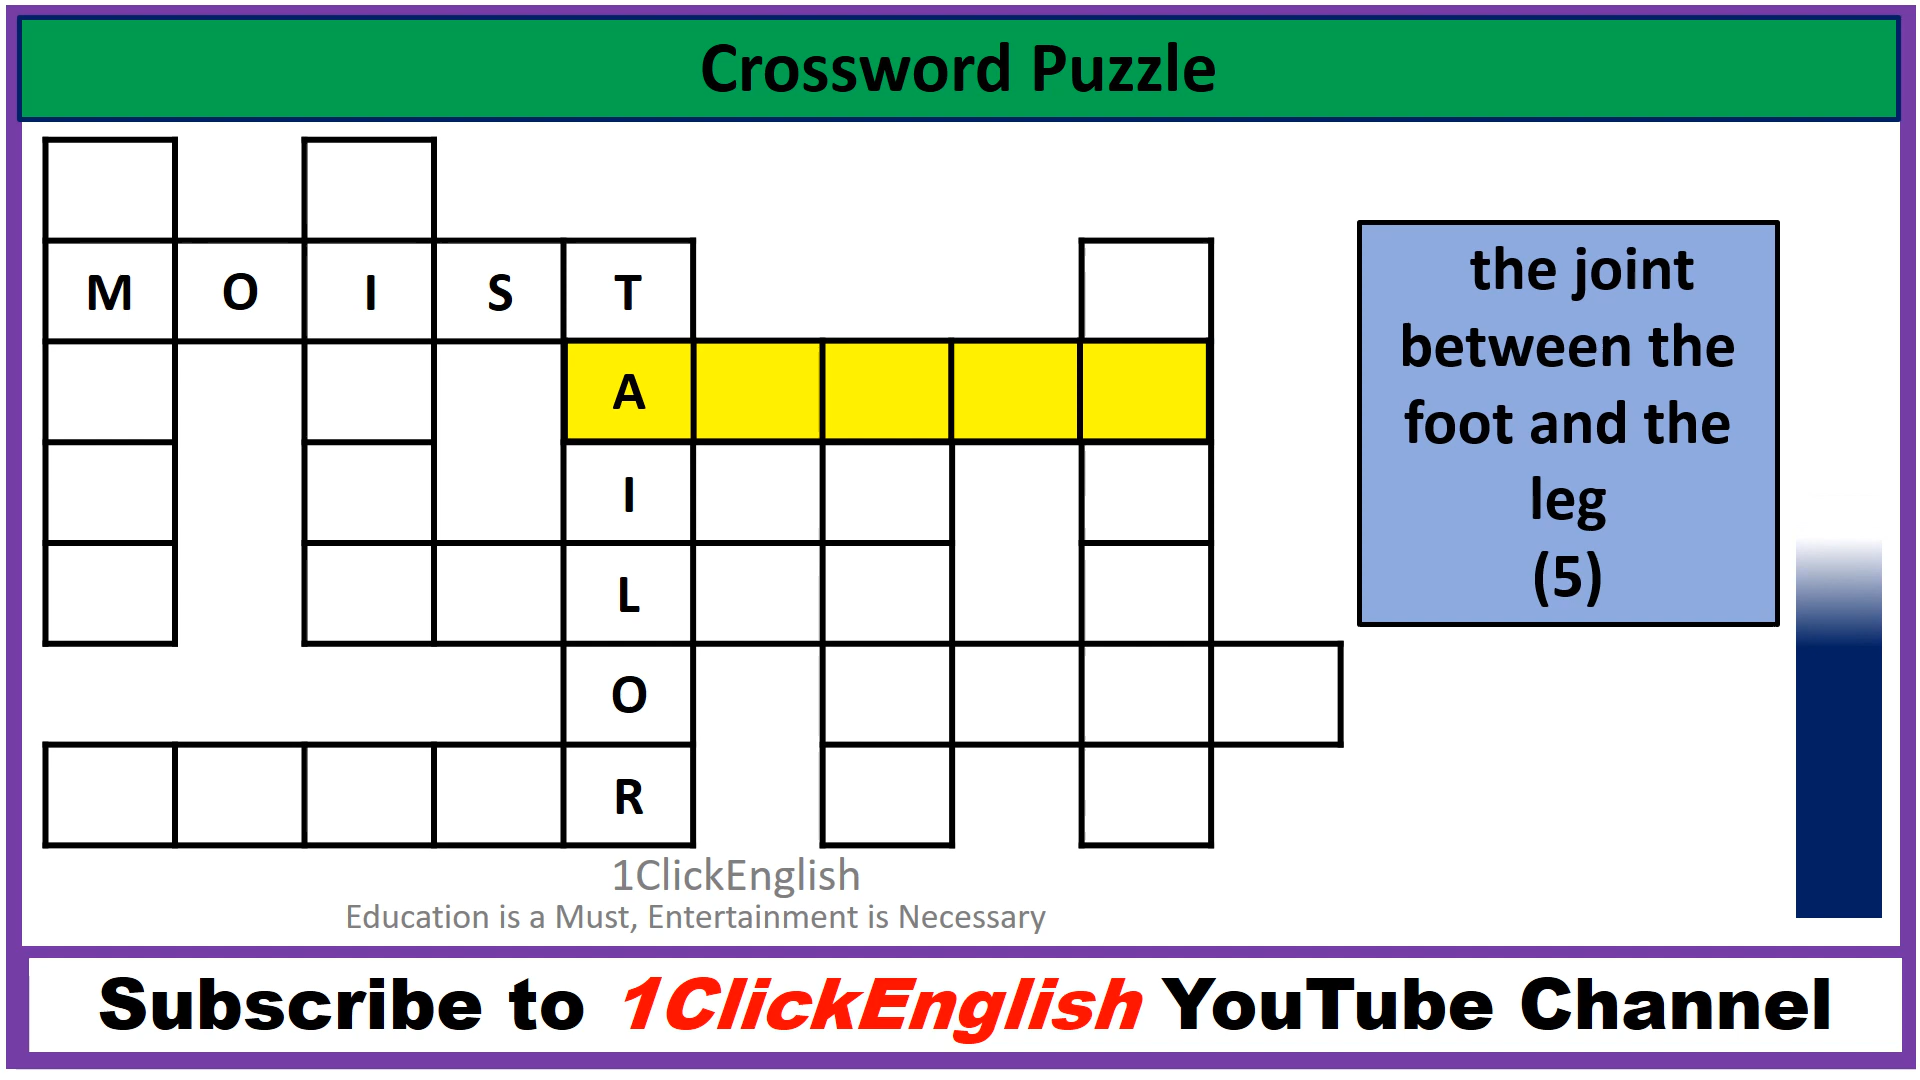 Crossword Puzzle
M O I S T
A
I
L
O
R
the joint
between the
foot and the
leg
(5)
1ClickEnglish
Education is a Must, Entertainment is Necessary
Subscribe to 1ClickEnglish YouTube Channel